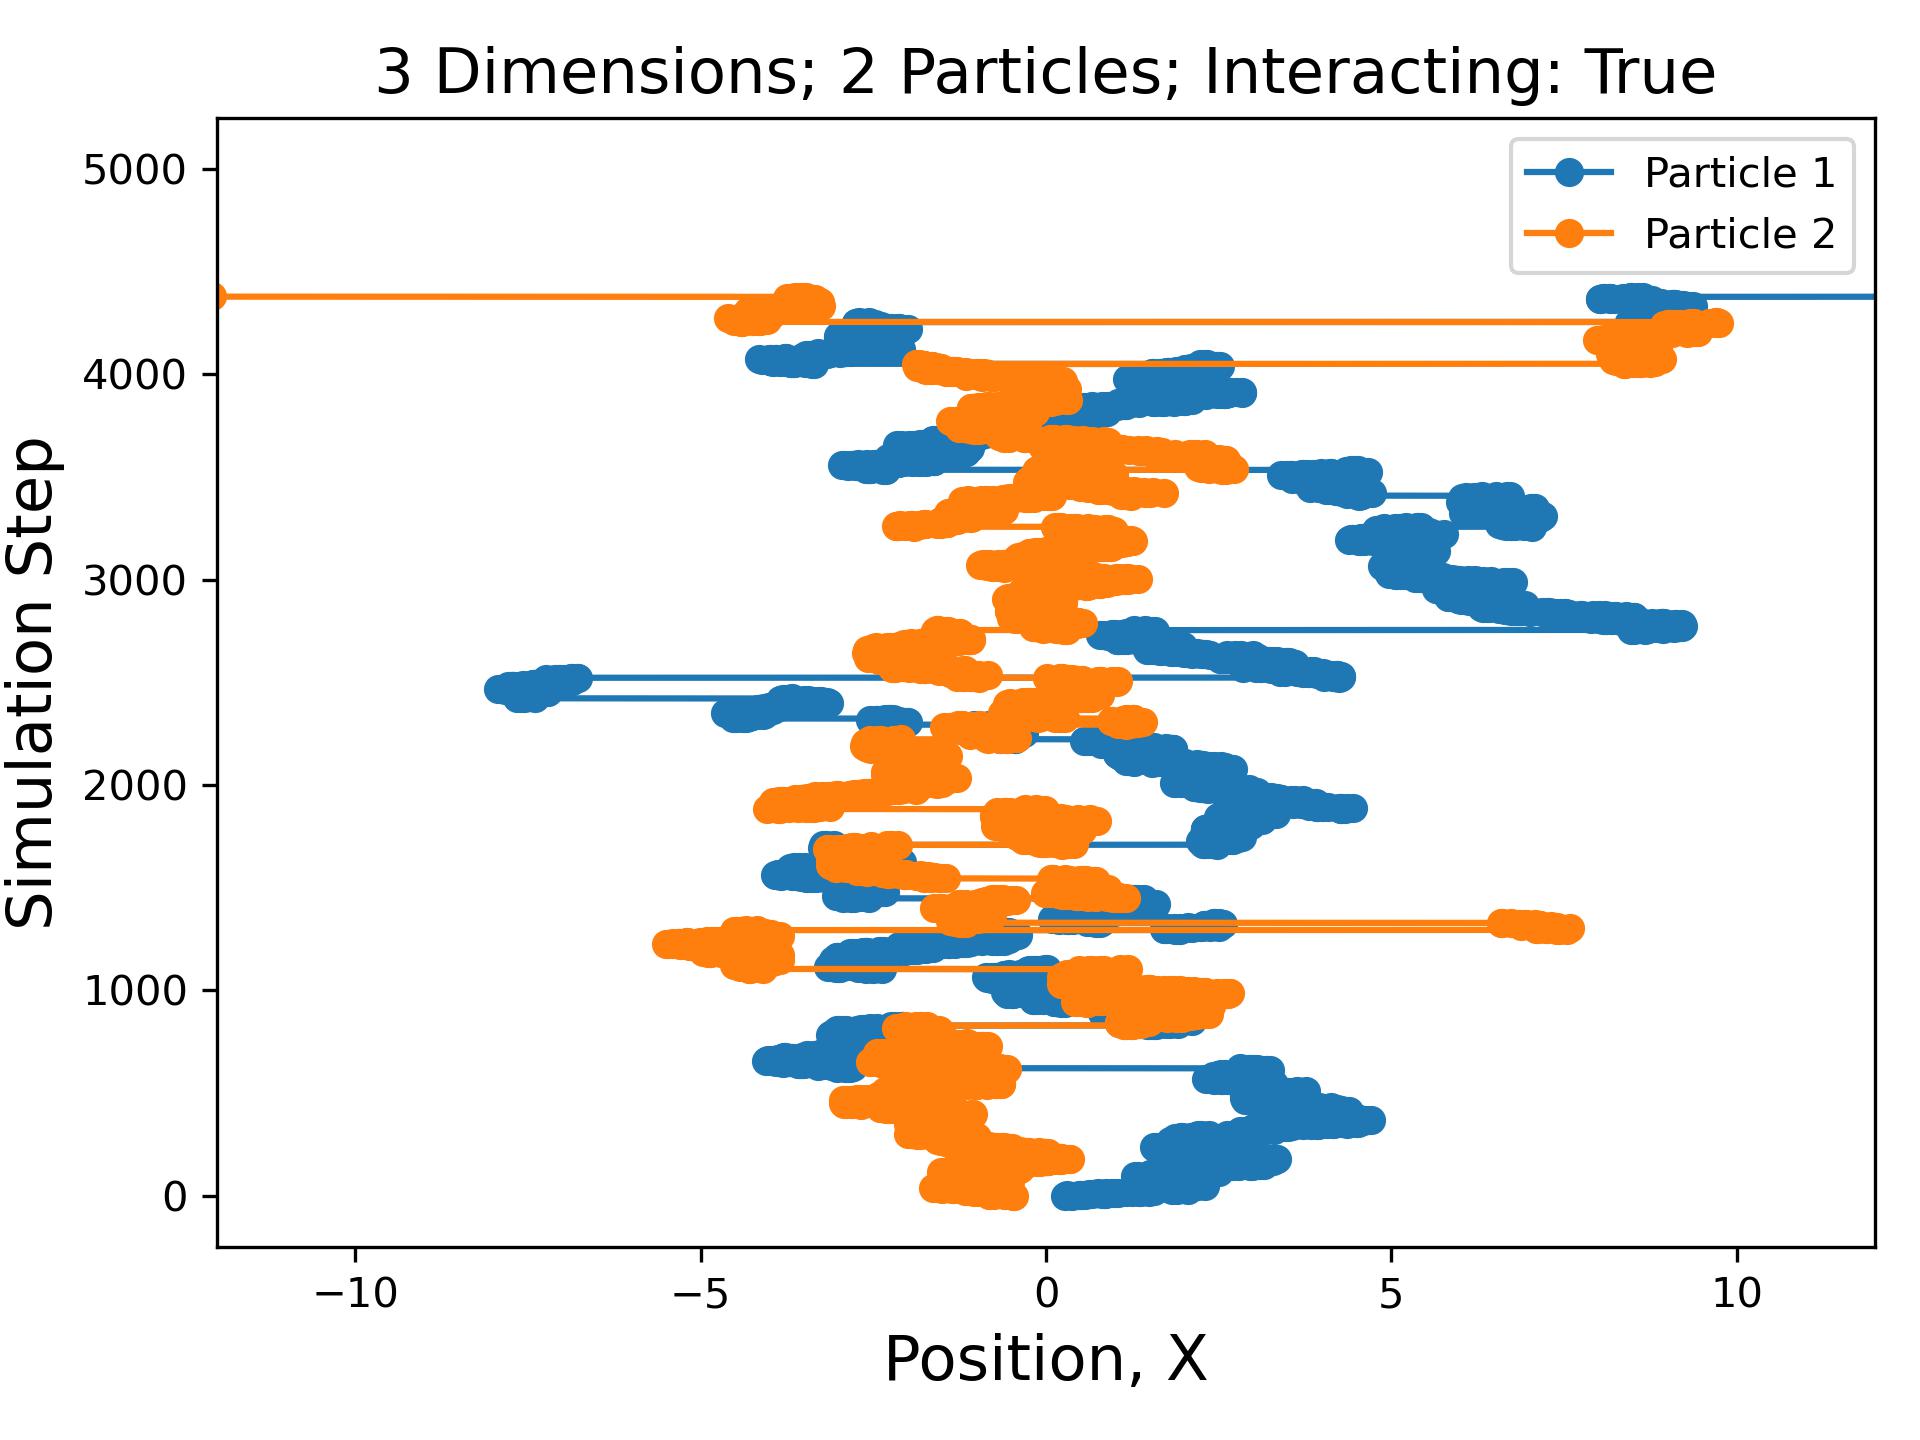 3 Dimensions; 2 Particles; Interacting: True
Particle 1
Particle 2
Simulation Step
5000
4000
3000
2000
1000
0
−10
−5
0
5
10
Position, X